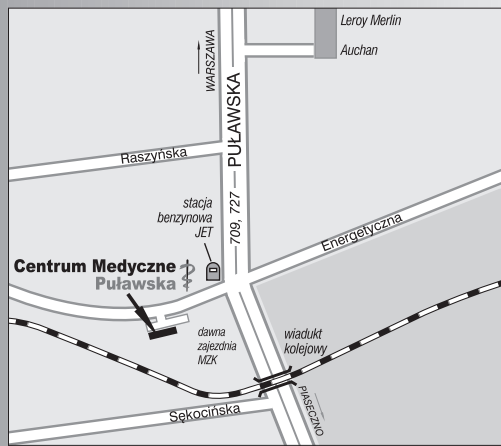 Leroy Merlin
Auchan
WARSZAWA
PUŁAWSKA
709, 727
Raszyńska
stacja
benzynowa
JET
Energetyczna
Centrum Medyczne
Puławska
dawna
zajezdnia
MZK
wiadukt
kolejowy
PIASECZNO
Sękocińska